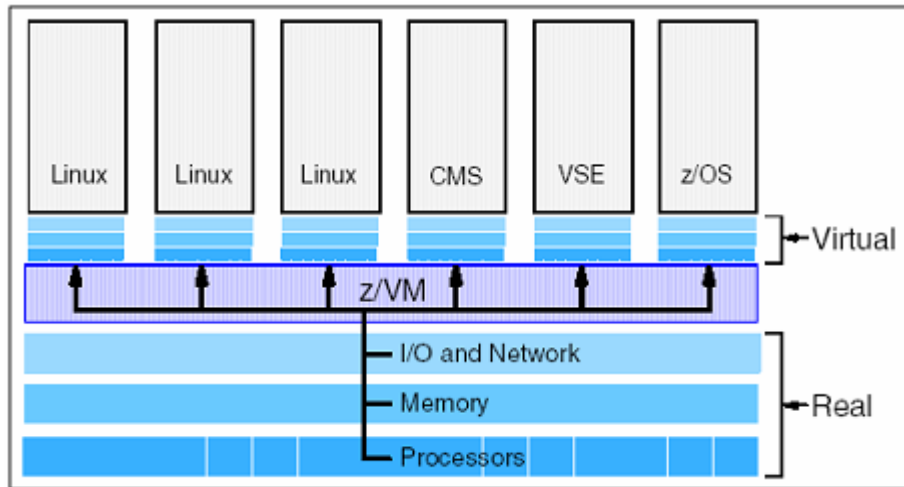 Linux
Linux
Linux
CMS
VSE
z/OS
Virtual
z/VM
I/O and Network
Memory
Real
Processors